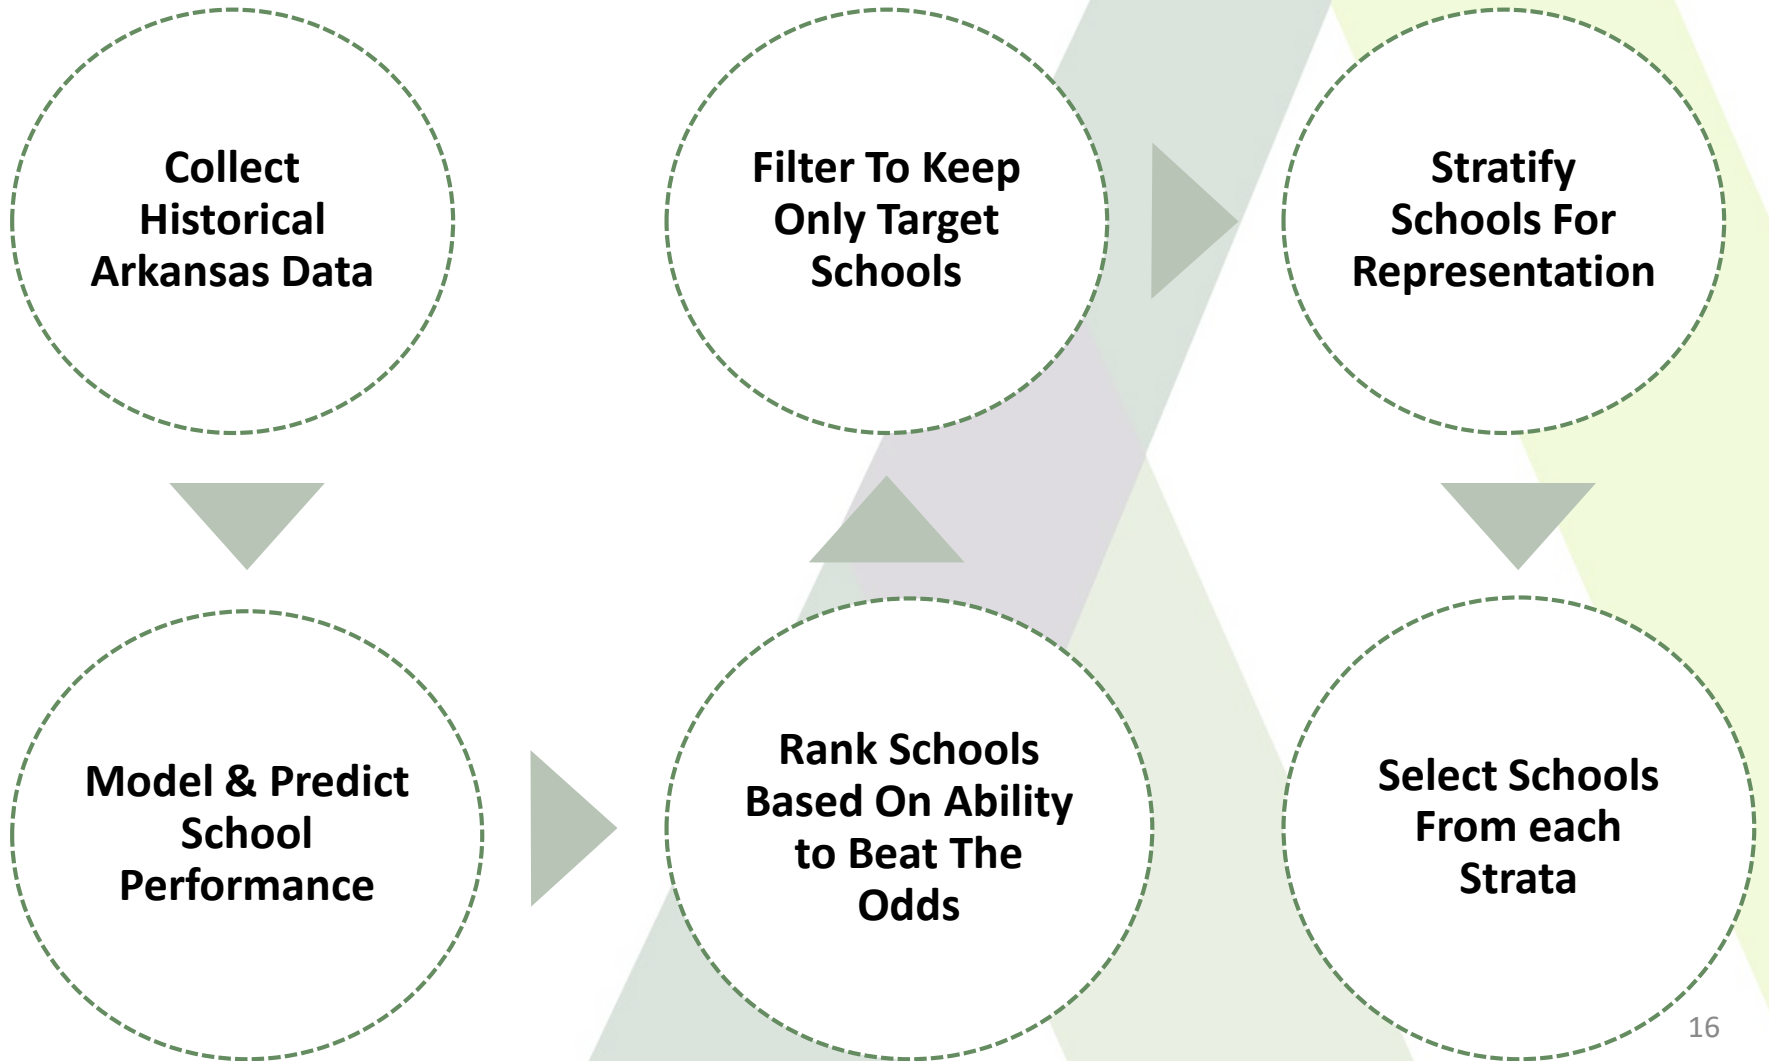 Collect
Historical
Arkansas Data
Model & Predict
School
Performance
Rank Schools
Based On Ability
to Beat The
Odds
Filter To Keep
Only Target
Schools
Stratify
Schools For
Representation
Select Schools
From each
Strata
16